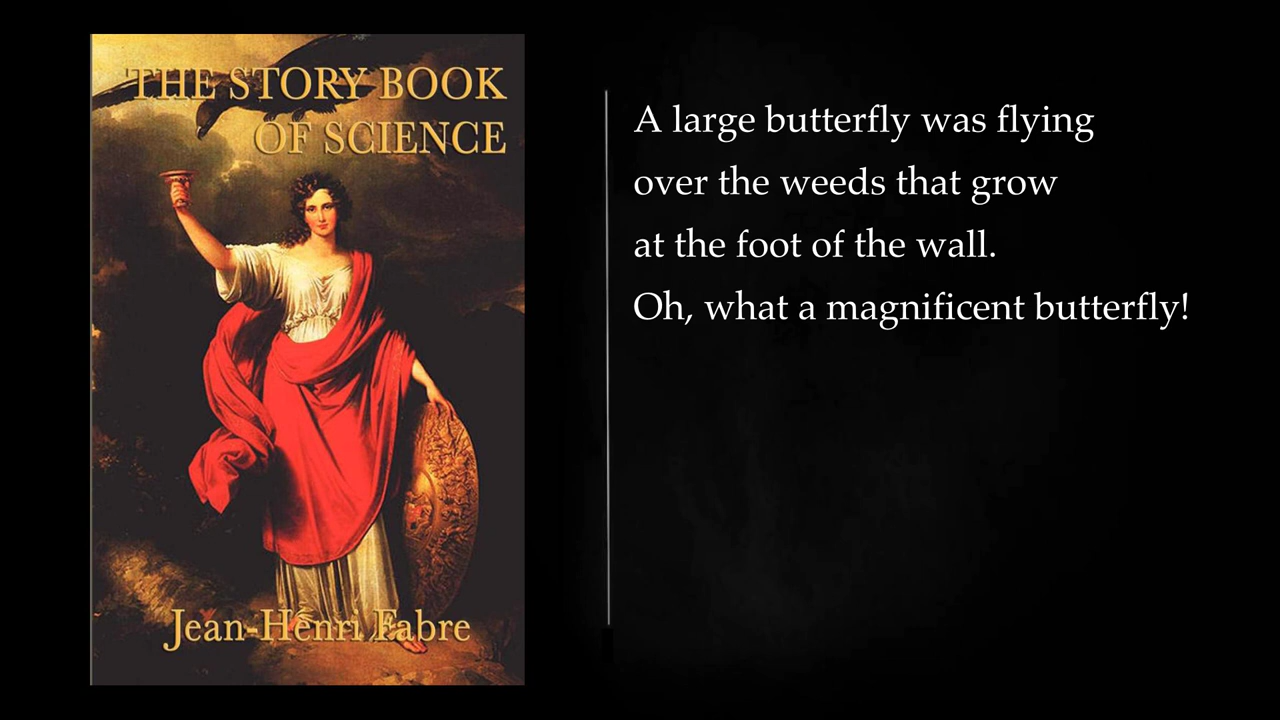 THE STORY BOOK
OF SCIENCE
Jean-Henri Fabre
A large butterfly was flying
over the weeds that grow
at the foot of the wall.
Oh, what a magnificent butterfly!